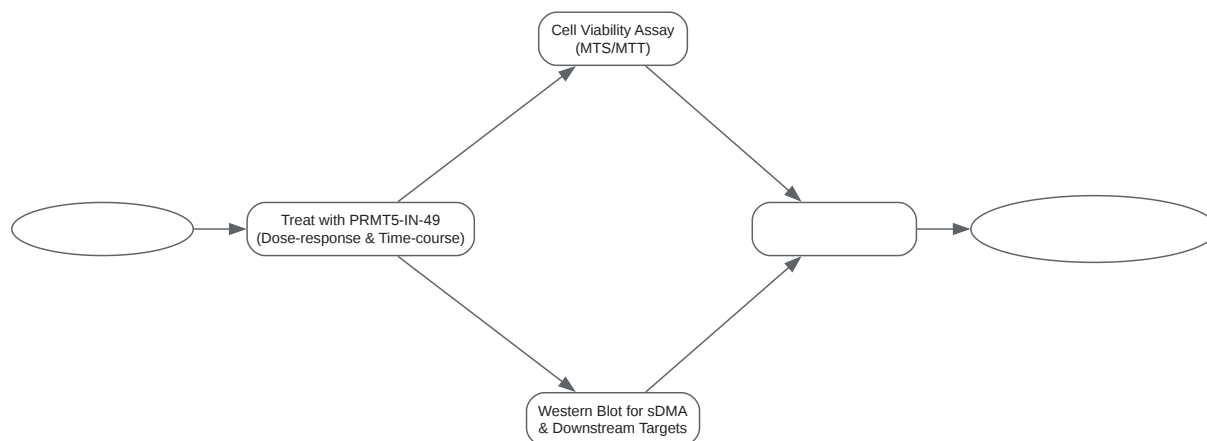 Cell Viability Assay
(MTS/MTT)
Treat with PRMT5-IN-49
(Dose-response & Time-course)
Western Blot for sDMA
& Downstream Targets